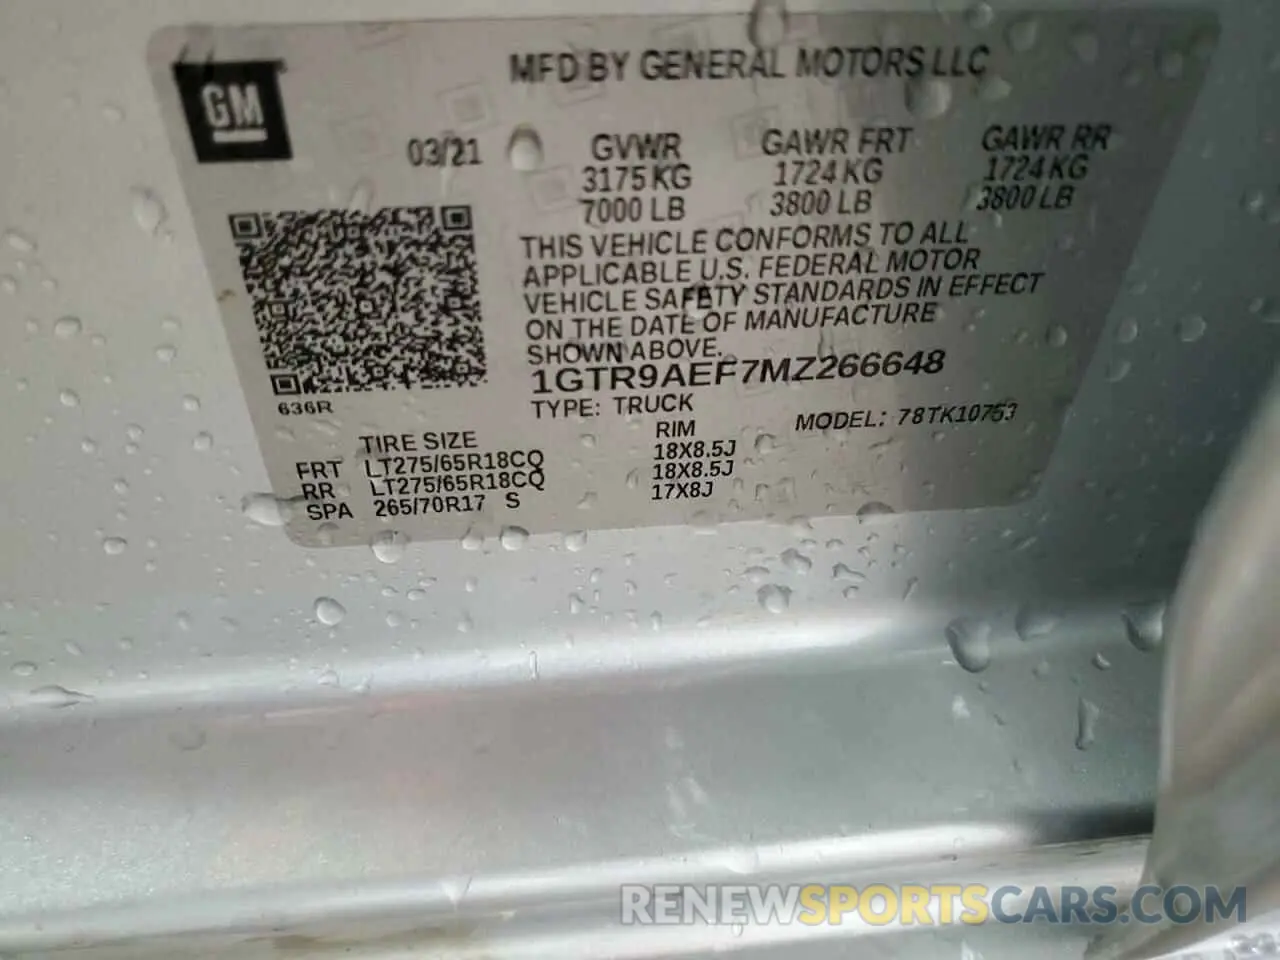 GM
MFD BY GENERAL MOTORS LLC
03/21 GVWR GAWR FRT GAWR RR
3175 KG 1724 KG 1724 KG
7000 LB 3800 LB 3800 LB
THIS VEHICLE CONFORMS TO ALL
APPLICABLE U.S. FEDERAL MOTOR
VEHICLE SAFETY STANDARDS IN EFFECT
ON THE DATE OF MANUFACTURE
SHOWN ABOVE.
1GTR9AEF7MZ266648
636R
TYPE: TRUCK MODEL: 78TK10753
TIRE SIZE RIM
FRT LT275/65R18CQ 18X8.5J
RR LT275/65R18CQ 18X8.5J
SPA 265/70R17 S 17X8J
RENEWSPORTSCARS.COM